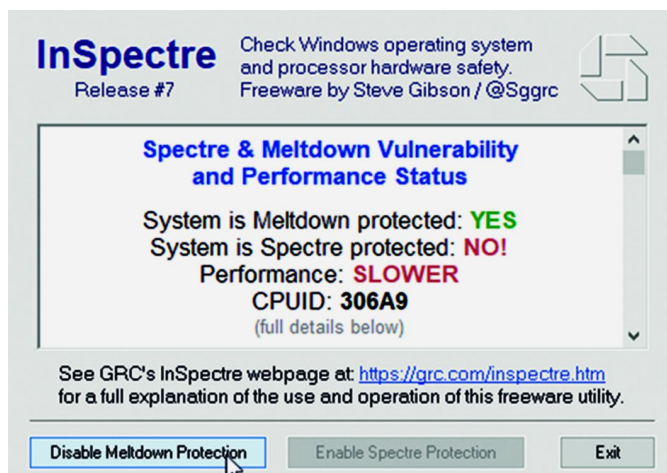 InSpectre
Release #7
Check Windows operating system
and processor hardware safety.
Freeware by Steve Gibson / @Sggrc
Spectre & Meltdown Vulnerability
and Performance Status
System is Meltdown protected: YES
System is Spectre protected: NO!
Performance: SLOWER
CPUID: 306A9
(full details below)
See GRC's InSpectre webpage at: https://grc.com/inspectre.htm
for a full explanation of the use and operation of this freeware utility.
Disable Meltdown Protection
Enable Spectre Protection
Exit